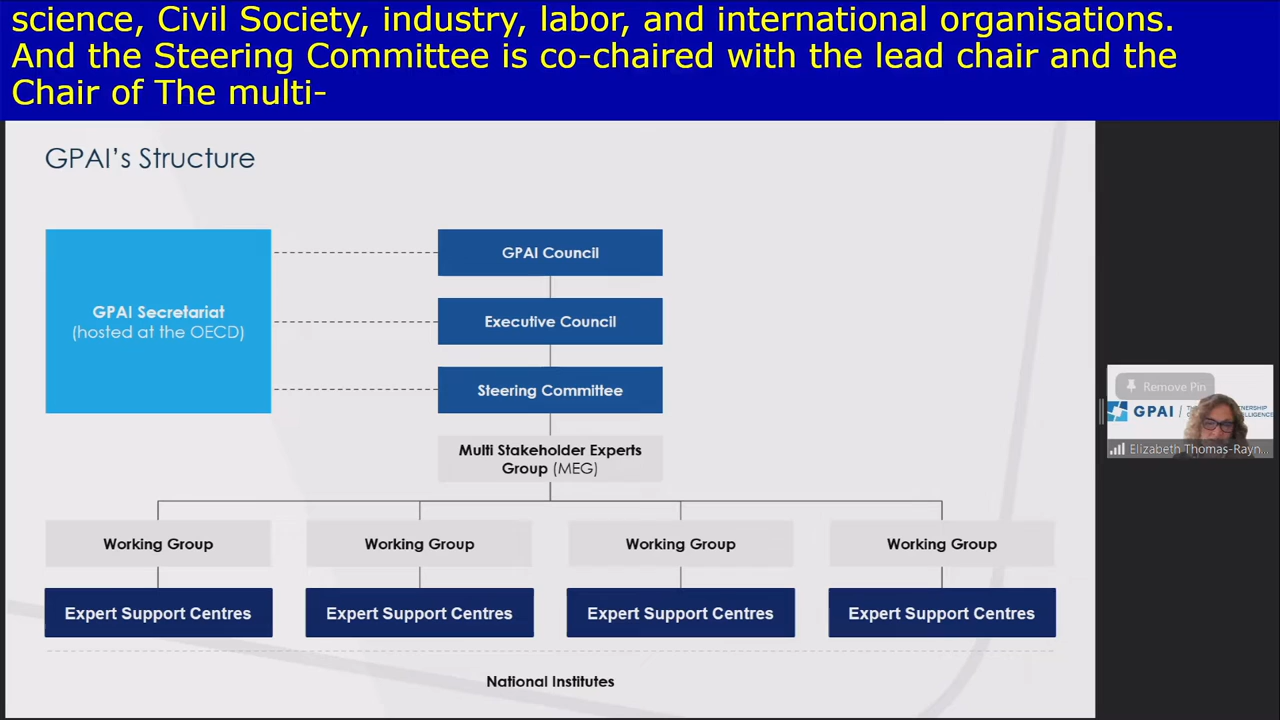 science, Civil Society, industry, labor, and international organisations.
And the Steering Committee is co-chaired with the lead chair and the
Chair of The multi-
GPAI's Structure
GPAI Secretariat
(hosted at the OECD)
GPAI Council
Executive Council
Steering Committee
Multi Stakeholder Experts
Group (MEG)
Working Group
Working Group
Working Group
Working Group
Expert Support Centres
Expert Support Centres
Expert Support Centres
Expert Support Centres
National Institutes
Remove Pin
GPAI /
Elizabeth Thomas-Rayn...